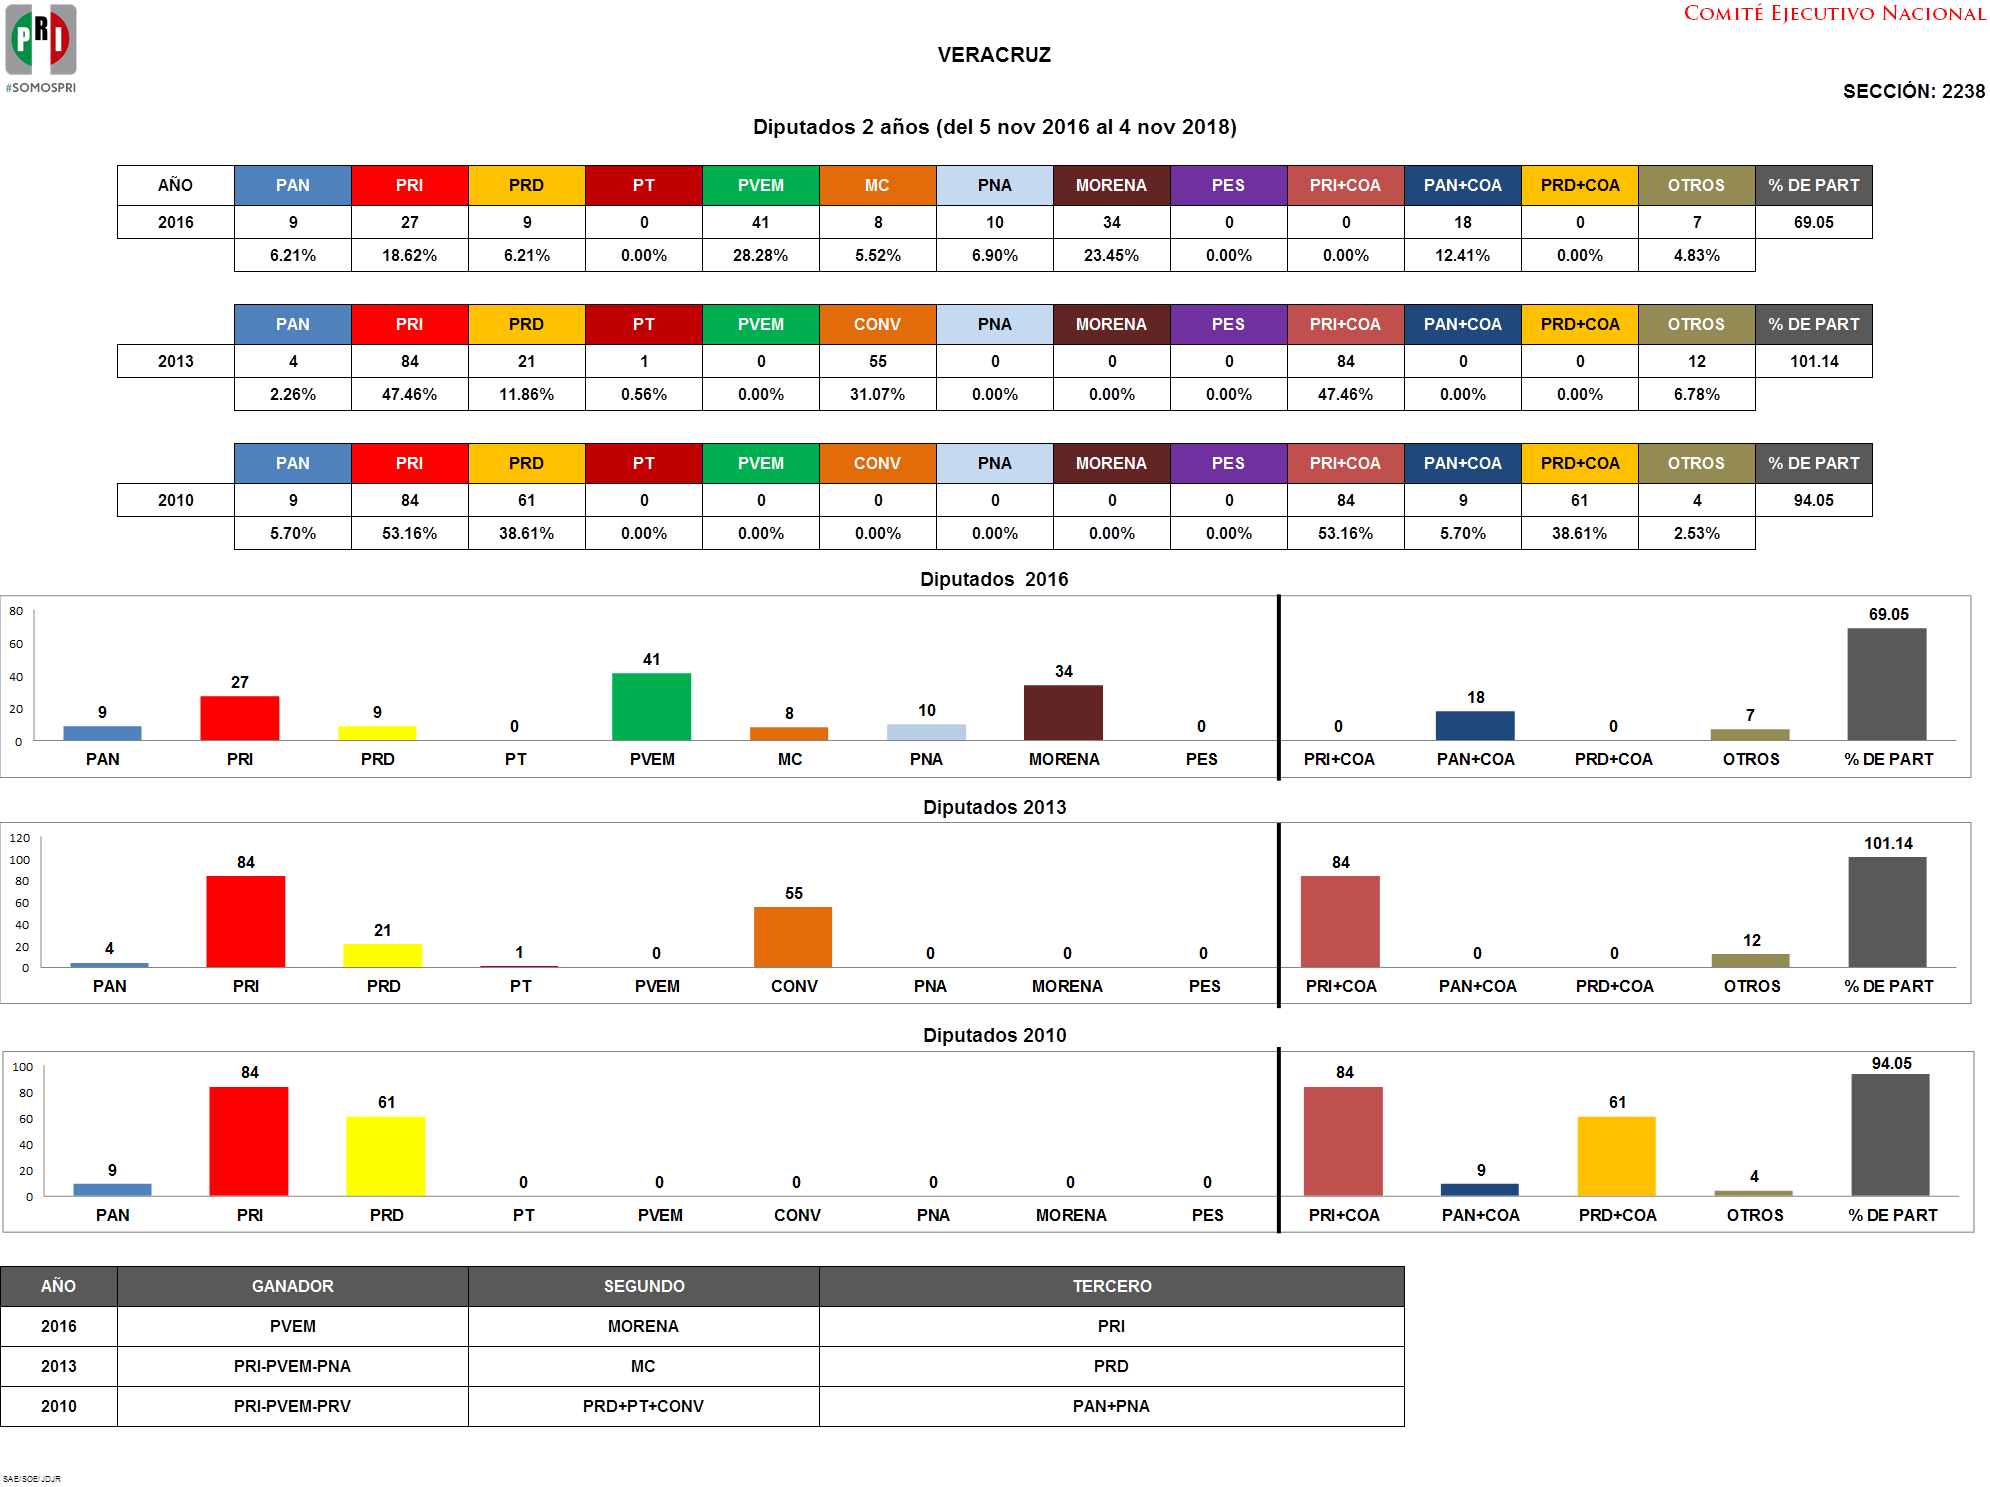 COMITÉ EJECUTIVO NACIONAL
PRI
#SOMOSPRI
VERACRUZ
SECCIÓN: 2238
Diputados 2 años (del 5 nov 2016 al 4 nov 2018)
AÑO PAN PRI PRD PT PVEM MC PNA MORENA PES PRI+COA PAN+COA PRD+COA OTROS % DE PART
2016 9 27 9 0 41 8 10 34 0 0 18 0 7 69.05
6.21% 18.62% 6.21% 0.00% 28.28% 5.52% 6.90% 23.45% 0.00% 0.00% 12.41% 0.00% 4.83%
PAN PRI PRD PT PVEM CONV PNA MORENA PES PRI+COA PAN+COA PRD+COA OTROS % DE PART
2013 4 84 21 1 0 55 0 0 0 84 0 0 12 101.14
2.26% 47.46% 11.86% 0.56% 0.00% 31.07% 0.00% 0.00% 0.00% 47.46% 0.00% 0.00% 6.78%
PAN PRI PRD PT PVEM CONV PNA MORENA PES PRI+COA PAN+COA PRD+COA OTROS % DE PART
2010 9 84 61 0 0 0 0 0 0 84 9 61 4 94.05
5.70% 53.16% 38.61% 0.00% 0.00% 0.00% 0.00% 0.00% 0.00% 53.16% 5.70% 38.61% 2.53%
Diputados 2016
80
60
40
20
0
9 27 9 0 41 8 10 34 0 0 18 0 7 69.05
PAN PRI PRD PT PVEM MC PNA MORENA PES PRI+COA PAN+COA PRD+COA OTROS % DE PART
Diputados 2013
120
100
80
60
40
20
0
4 84 21 1 0 55 0 0 0 84 0 0 12 101.14
PAN PRI PRD PT PVEM CONV PNA MORENA PES PRI+COA PAN+COA PRD+COA OTROS % DE PART
Diputados 2010
100
80
60
40
20
0
9 84 61 0 0 0 0 0 0 84 9 61 4 94.05
PAN PRI PRD PT PVEM CONV PNA MORENA PES PRI+COA PAN+COA PRD+COA OTROS % DE PART
AÑO GANADOR SEGUNDO TERCERO
2016 PVEM MORENA PRI
2013 PRI-PVEM-PNA MC PRD
2010 PRI-PVEM-PRV PRD+PT+CONV PAN+PNA
SAE/SOE/JDJR